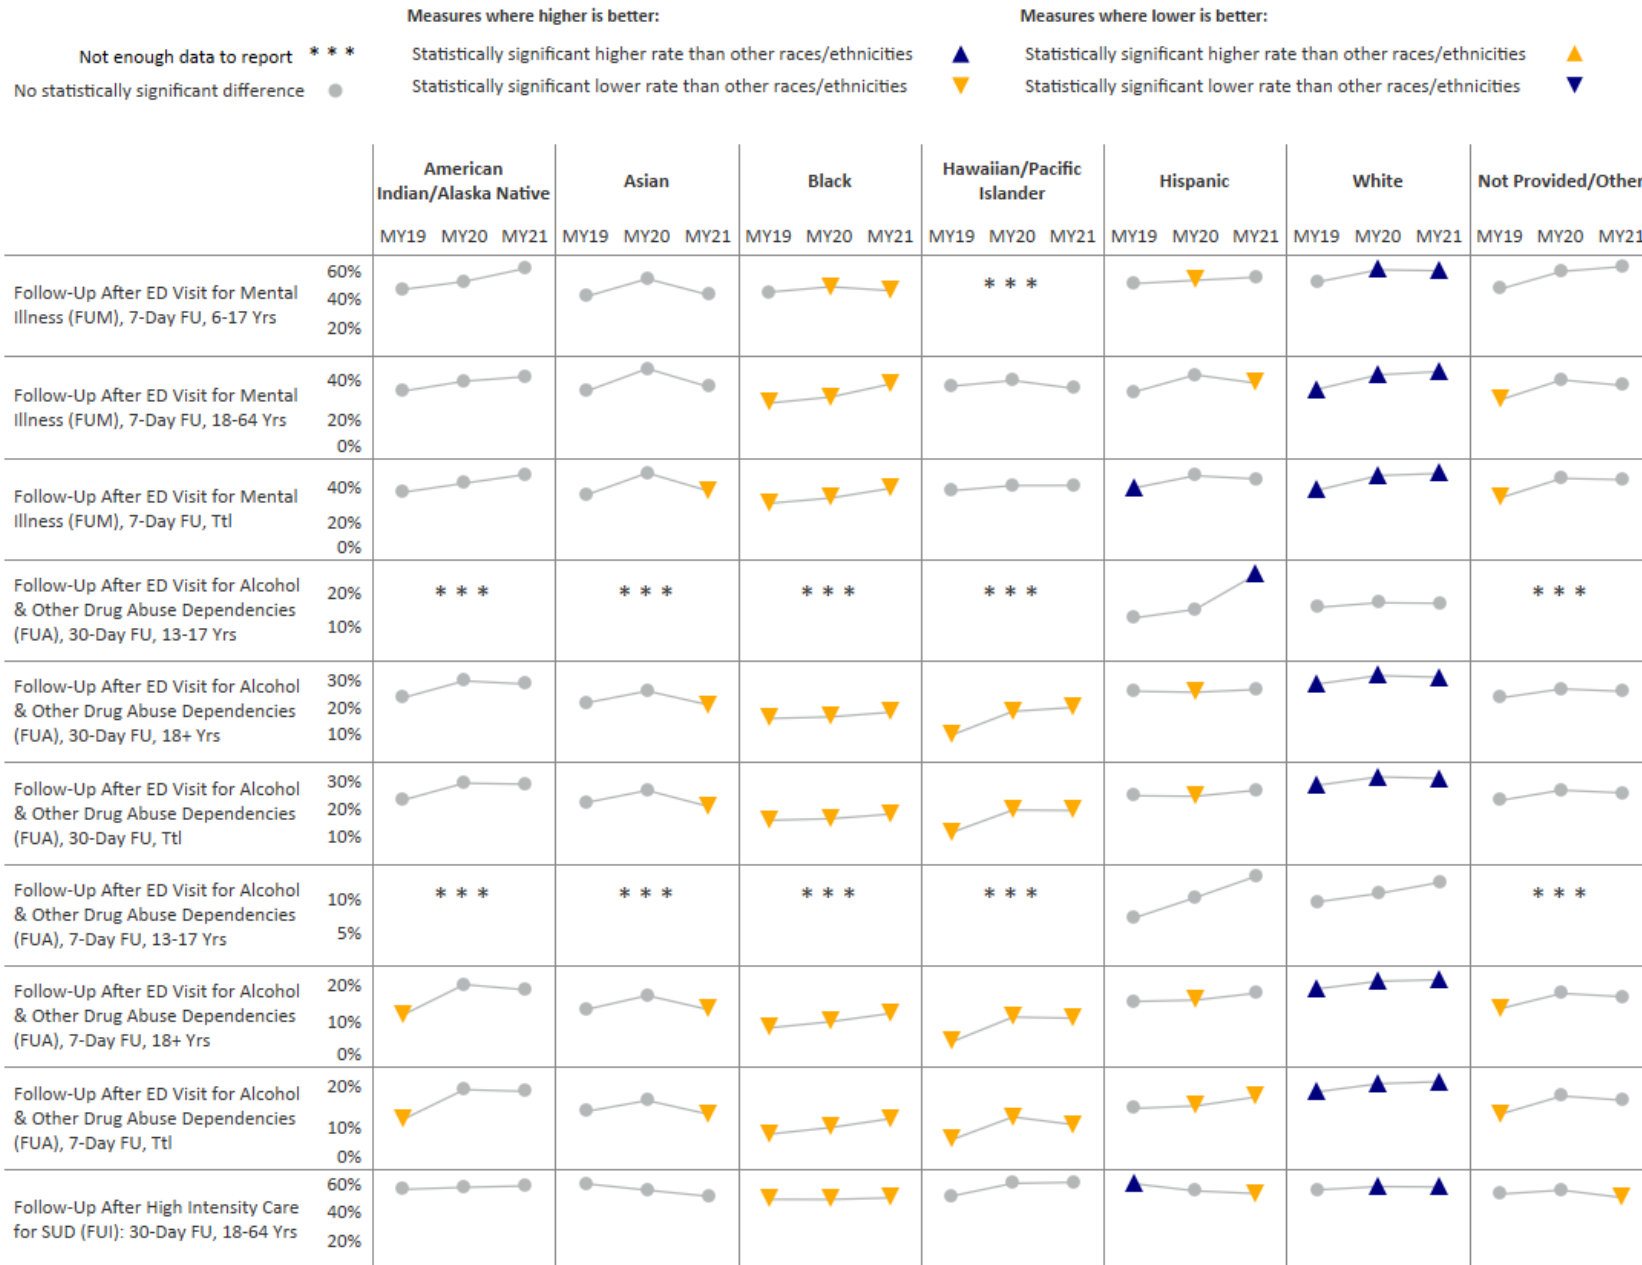 Measures where higher is better:
Measures where lower is better:
Not enough data to report * * *
Statistically significant higher rate than other races/ethnicities
Statistically significant higher rate than other races/ethnicities
No statistically significant difference
Statistically significant lower rate than other races/ethnicities
Statistically significant lower rate than other races/ethnicities
American
Indian/Alaska Native
Asian
Black
Hawaiian/Pacific
Islander
Hispanic
White
Not Provided/Other
MY19 MY20 MY21 MY19 MY20 MY21 MY19 MY20 MY21 MY19 MY20 MY21 MY19 MY20 MY21 MY19 MY20 MY21 MY19 MY20 MY21
Follow-Up After ED Visit for Mental
Illness (FUM), 7-Day FU, 6-17 Yrs
60%
40%
20%
* * *
Follow-Up After ED Visit for Mental
Illness (FUM), 7-Day FU, 18-64 Yrs
40%
20%
0%
Follow-Up After ED Visit for Mental
Illness (FUM), 7-Day FU, Ttl
40%
20%
0%
Follow-Up After ED Visit for Alcohol
& Other Drug Abuse Dependencies
(FUA), 30-Day FU, 13-17 Yrs
20%
10%
* * *
* * *
* * *
* * *
* * *
Follow-Up After ED Visit for Alcohol
& Other Drug Abuse Dependencies
(FUA), 30-Day FU, 18+ Yrs
30%
20%
10%
Follow-Up After ED Visit for Alcohol
& Other Drug Abuse Dependencies
(FUA), 30-Day FU, Ttl
30%
20%
10%
Follow-Up After ED Visit for Alcohol
& Other Drug Abuse Dependencies
(FUA), 7-Day FU, 13-17 Yrs
10%
5%
* * *
* * *
* * *
* * *
* * *
Follow-Up After ED Visit for Alcohol
& Other Drug Abuse Dependencies
(FUA), 7-Day FU, 18+ Yrs
20%
10%
0%
Follow-Up After ED Visit for Alcohol
& Other Drug Abuse Dependencies
(FUA), 7-Day FU, Ttl
20%
10%
0%
Follow-Up After High Intensity Care
for SUD (FUI): 30-Day FU, 18-64 Yrs
60%
40%
20%